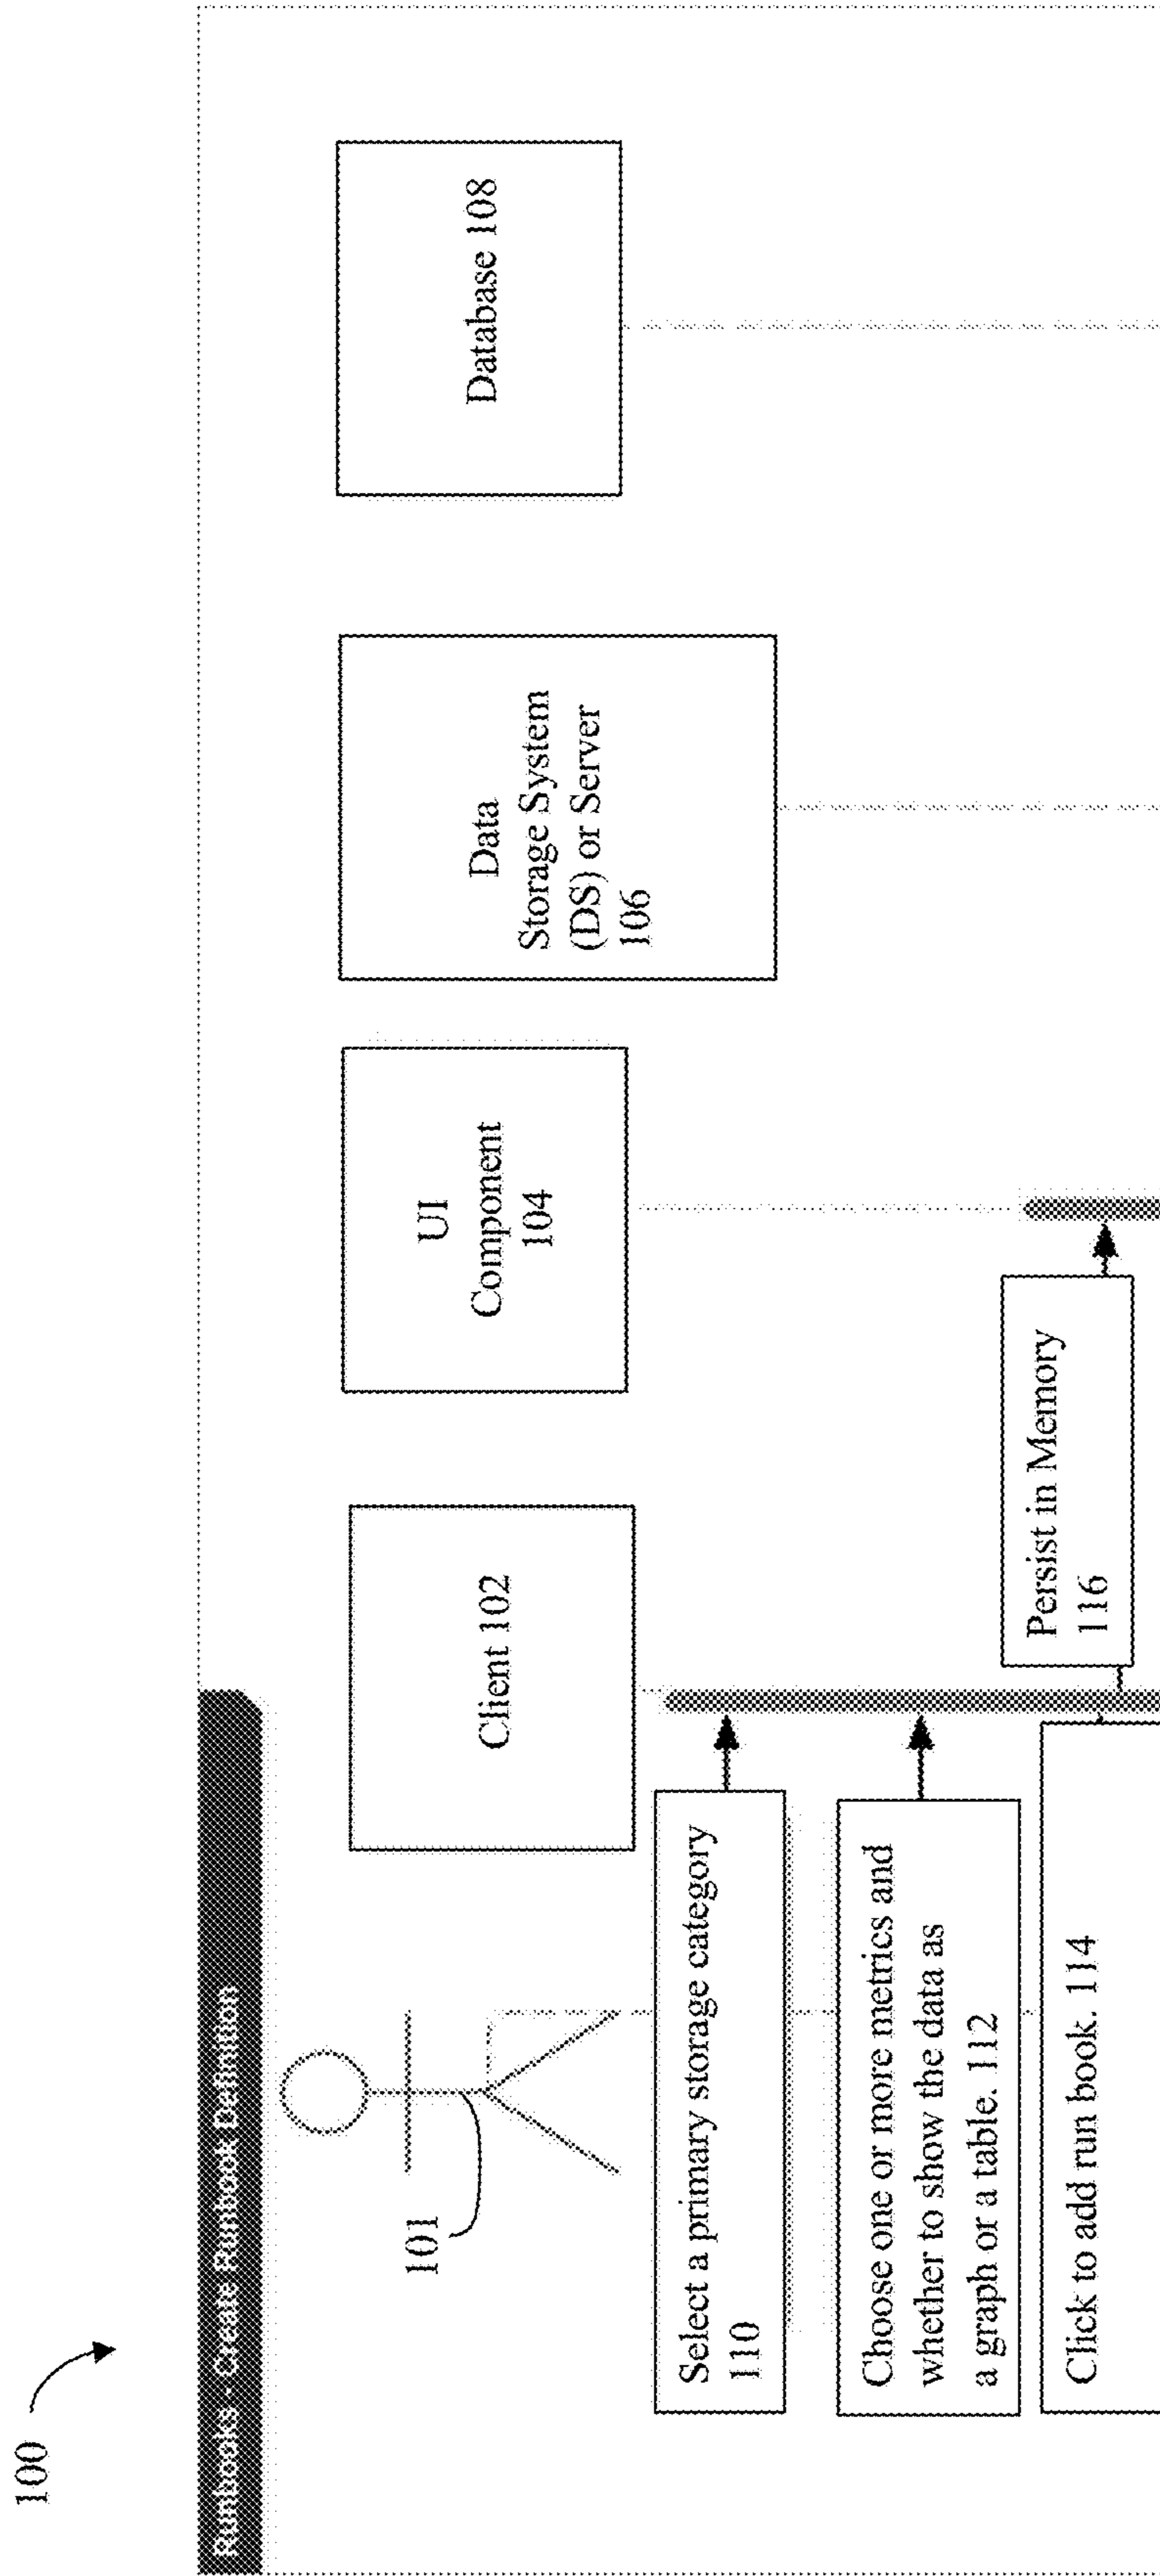 100
Runbooks - Create Runbook Definition
101
Client 102
UI
Component
104
Data
Storage System
(DS) or Server
106
Database 108
Select a primary storage category
110
Choose one or more metrics and
whether to show the data as
a graph or a table. 112
Persist in Memory
116
Click to add run book. 114